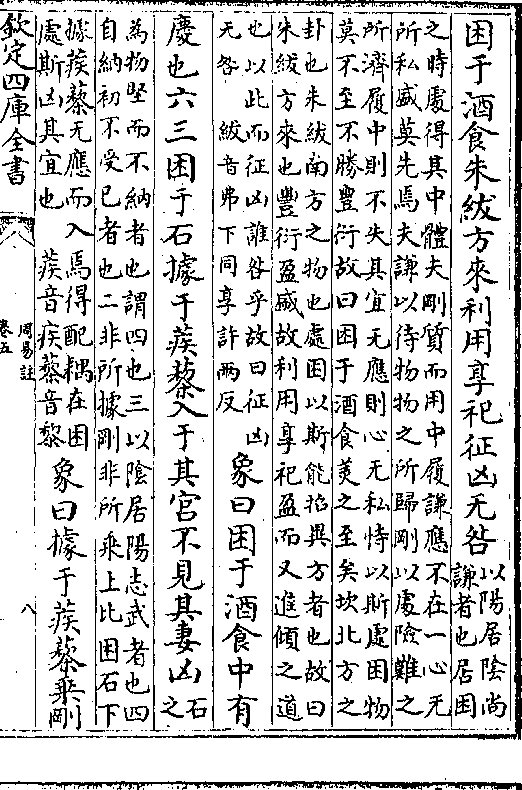 困于酒食朱紱方來利用享祀征凶无咎
以陽居陰尚
謙者也居困
之時處得其中體夫剛質而用中履謙應不在一心无
所私盛莫先焉夫謙以待物物之所歸剛以處險難之
所濟履中則不失其宜无應則心无私恃以斯處困物
莫不至不勝豐衍故曰困于酒食美之至矣坎北方之
卦也朱紱南方之物也處困以斯能招異方者也故曰
朱紱方來也豐衍盈盛故利用享祀盈而又進傾之道
也以此而征凶誰咎乎故曰征凶
无咎 紱音弗下同享許兩反
象曰困于酒食中有
慶也六三困于石據于蒺藜入于其宮不見其妻凶
石
之
為物堅而不納者也謂四也三以陰居陽志武者也四
自納初不受已者也二非所據剛非所乘上比困石下
據蒺藜无應而入焉得配耦在困
處斯凶其宜也 蒺音疾藜音黎
象曰據于蒺藜乘剛
欽定四庫全書
周易註
卷五
八